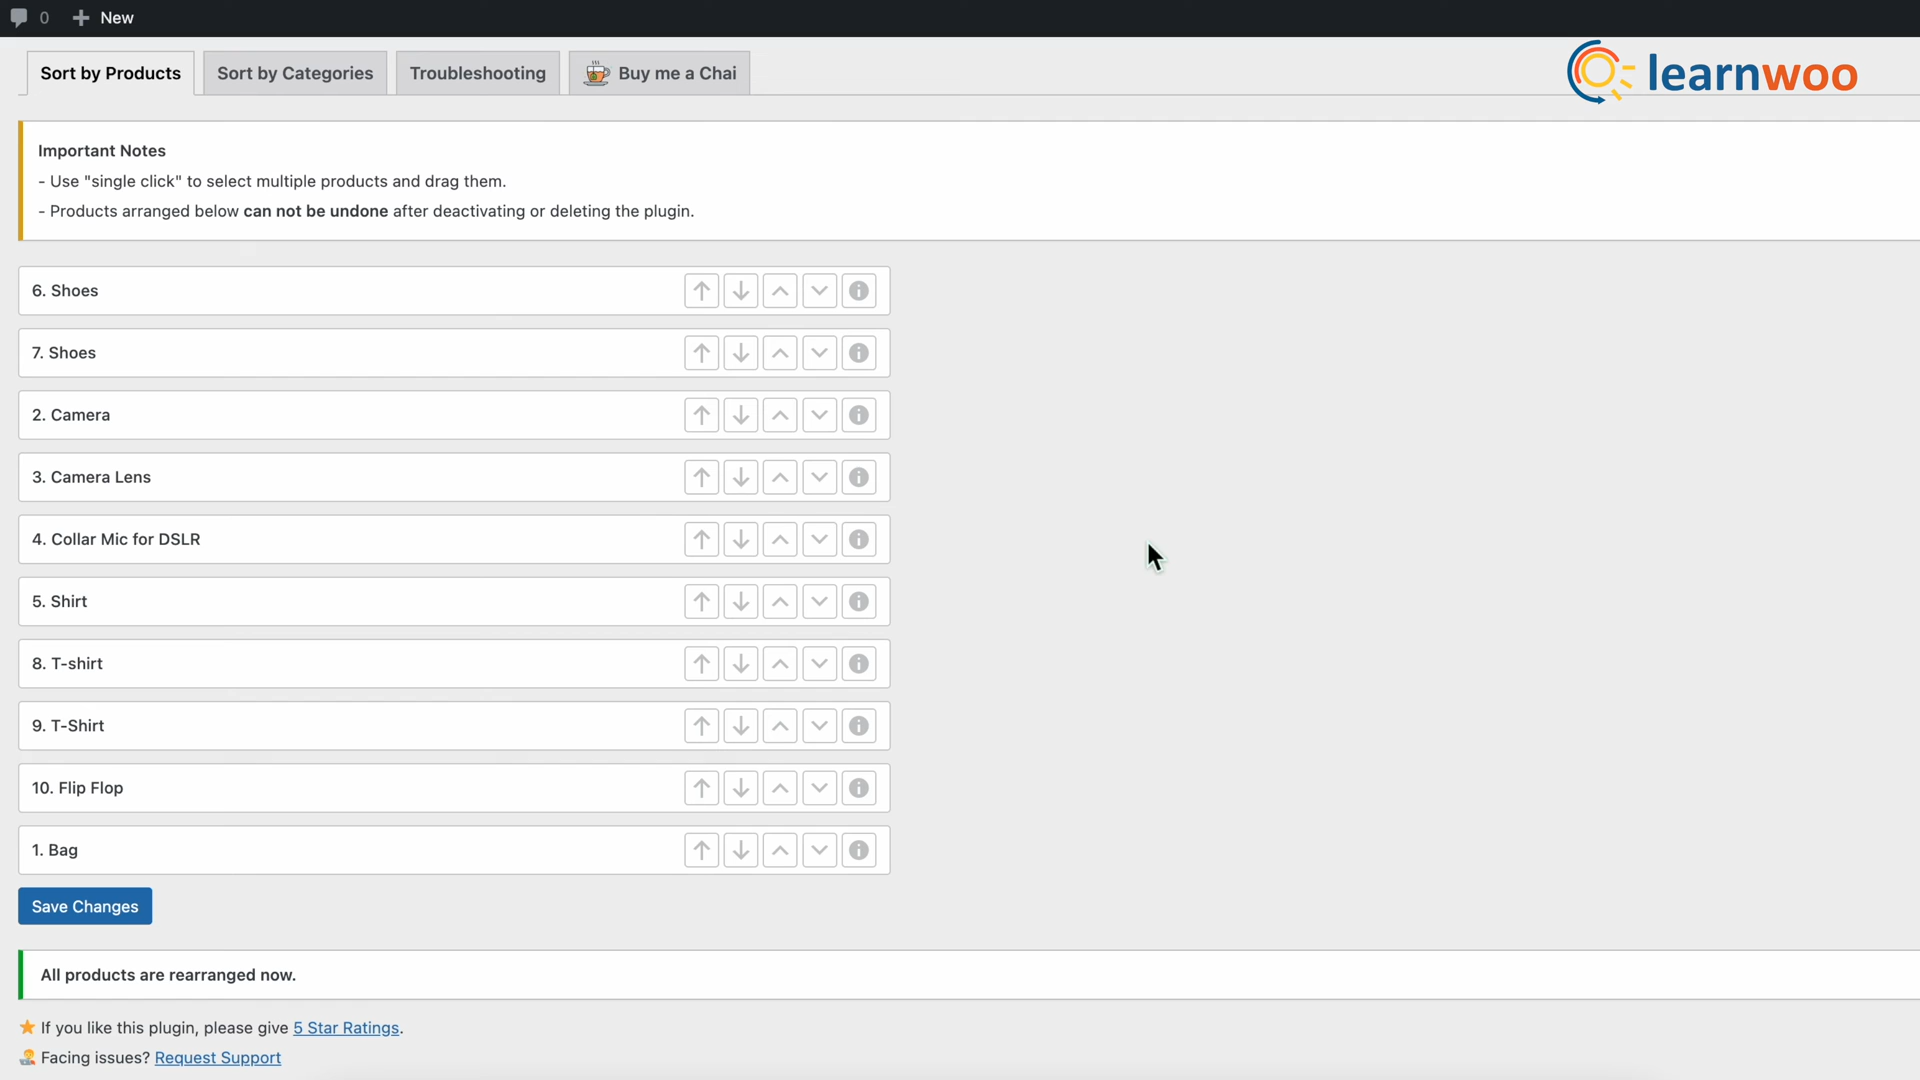 0 New
Sort by Products Sort by Categories Troubleshooting Buy me a Chai
learnwoo
Important Notes
- Use "single click" to select multiple products and drag them.
- Products arranged below can not be undone after deactivating or deleting the plugin.
6. Shoes
7. Shoes
2. Camera
3. Camera Lens
4. Collar Mic for DSLR
5. Shirt
8. T-shirt
9. T-Shirt
10. Flip Flop
1. Bag
Save Changes
All products are rearranged now.
If you like this plugin, please give 5 Star Ratings.
Facing issues? Request Support